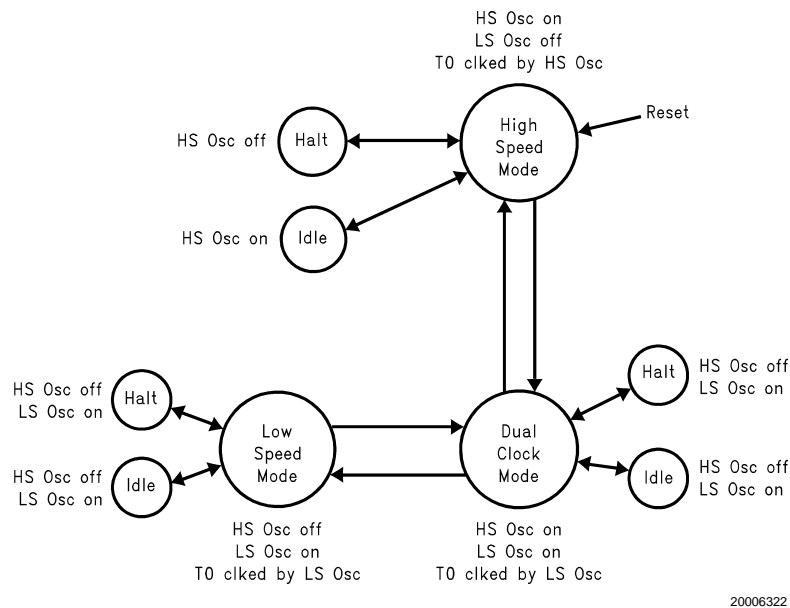 HS Osc on
LS Osc off
T0 clked by HS Osc
High
Speed
Mode
Reset
HS Osc off
Halt
HS Osc on
Idle
HS Osc off
LS Osc on
Halt
HS Osc off
LS Osc on
Idle
Low
Speed
Mode
HS Osc off
LS Osc on
T0 clked by LS Osc
Dual
Clock
Mode
HS Osc on
LS Osc on
T0 clked by LS Osc
Halt
HS Osc off
LS Osc on
Idle
HS Osc off
LS Osc on
20006322